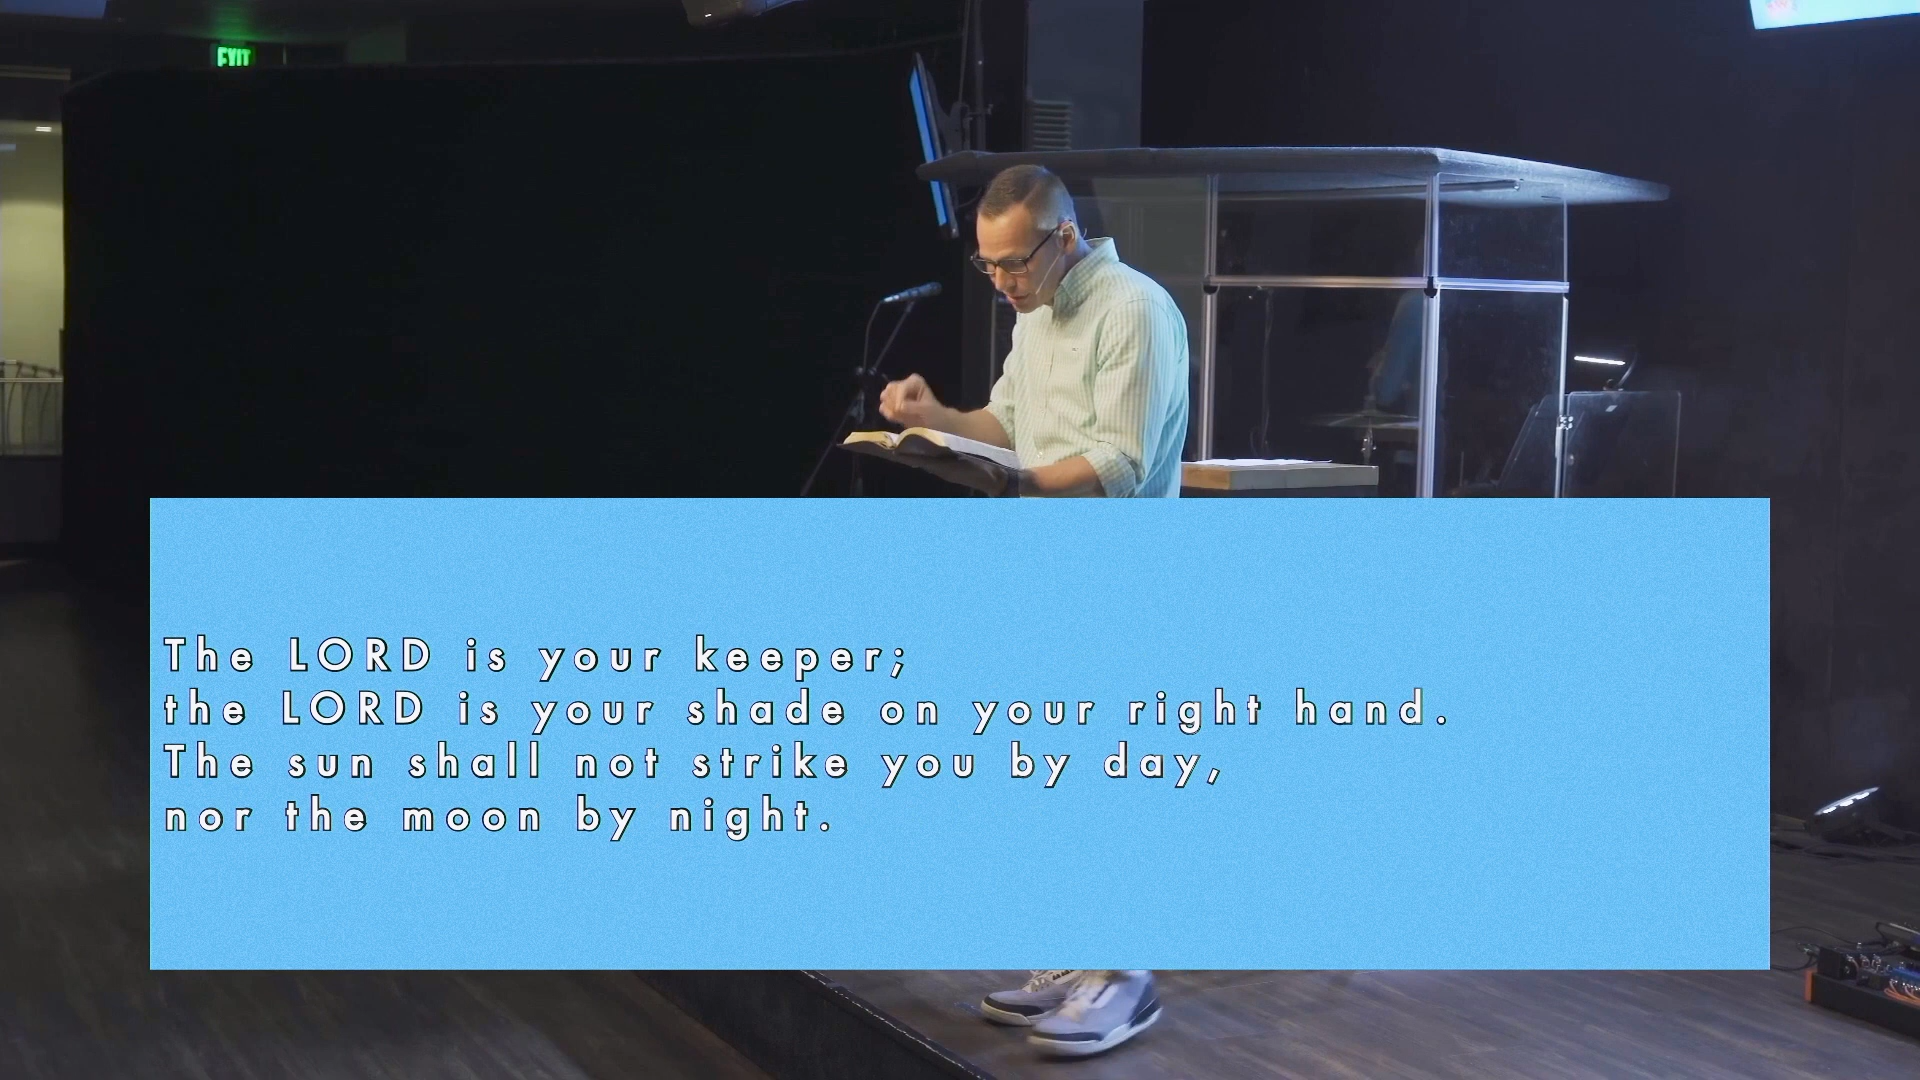 EXIT
The LORD is your keeper;
the LORD is your shade on your right hand.
The sun shall not strike you by day,
nor the moon by night.